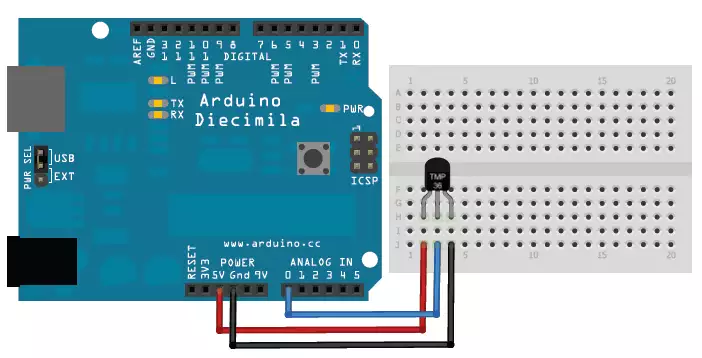 AREF
GND
13
12
11
10
9
8
7
6
5
4
3
2
1
0
PWM
PWM
PWM
PWM
PWM
PWM
TX
RX
DIGITAL
L
TX
RX
Arduino
Diecimila
PWR
1
ICSP
PWR SEL
USB
EXT
www.arduino.cc
POWER
ANALOG IN
RESET
3V3
5V Gnd 9V
0 1 2 3 4 5
1 5 10 15 20
A
B
C
D
E
TMP
36
F
G
H
I
J
1 5 10 15 20